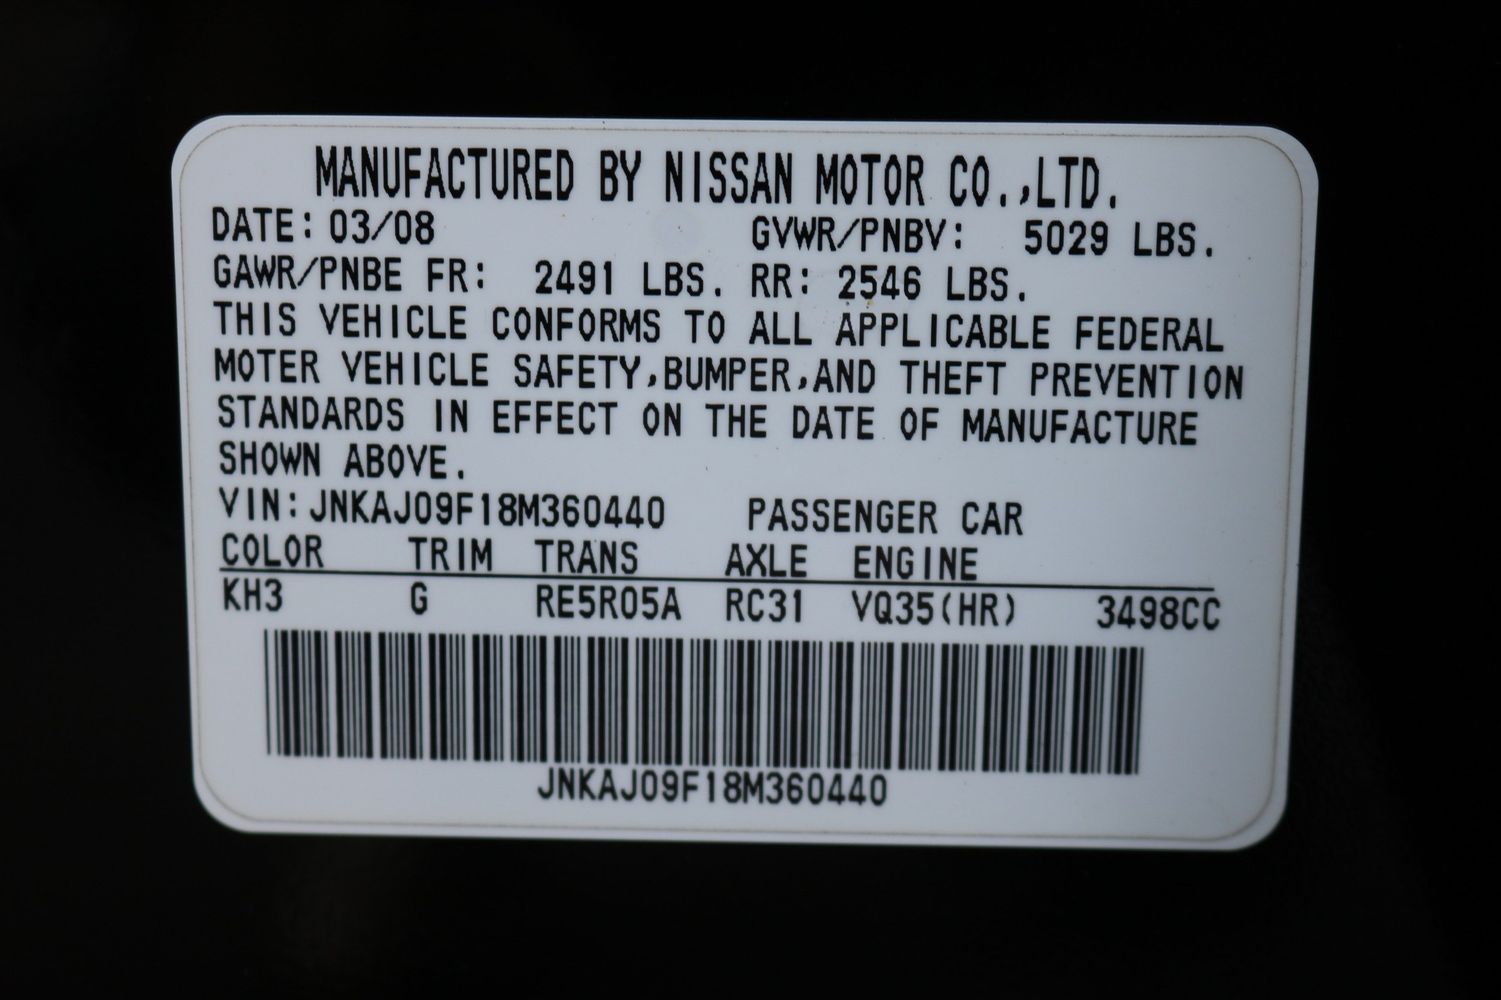 MANUFACTURED BY NISSAN MOTOR CO.,LTD.
DATE: 03/08 GVWR/PNBV: 5029 LBS.
GAWR/PNBE FR: 2491 LBS. RR: 2546 LBS.
THIS VEHICLE CONFORMS TO ALL APPLICABLE FEDERAL
MOTER VEHICLE SAFETY,BUMPER,AND THEFT PREVENTION
STANDARDS IN EFFECT ON THE DATE OF MANUFACTURE
SHOWN ABOVE.
VIN:JNKAJ09F18M360440 PASSENGER CAR
COLOR TRIM TRANS AXLE ENGINE
KH3 G RE5R05A RC31 VQ35(HR) 3498CC
JNKAJ09F18M360440